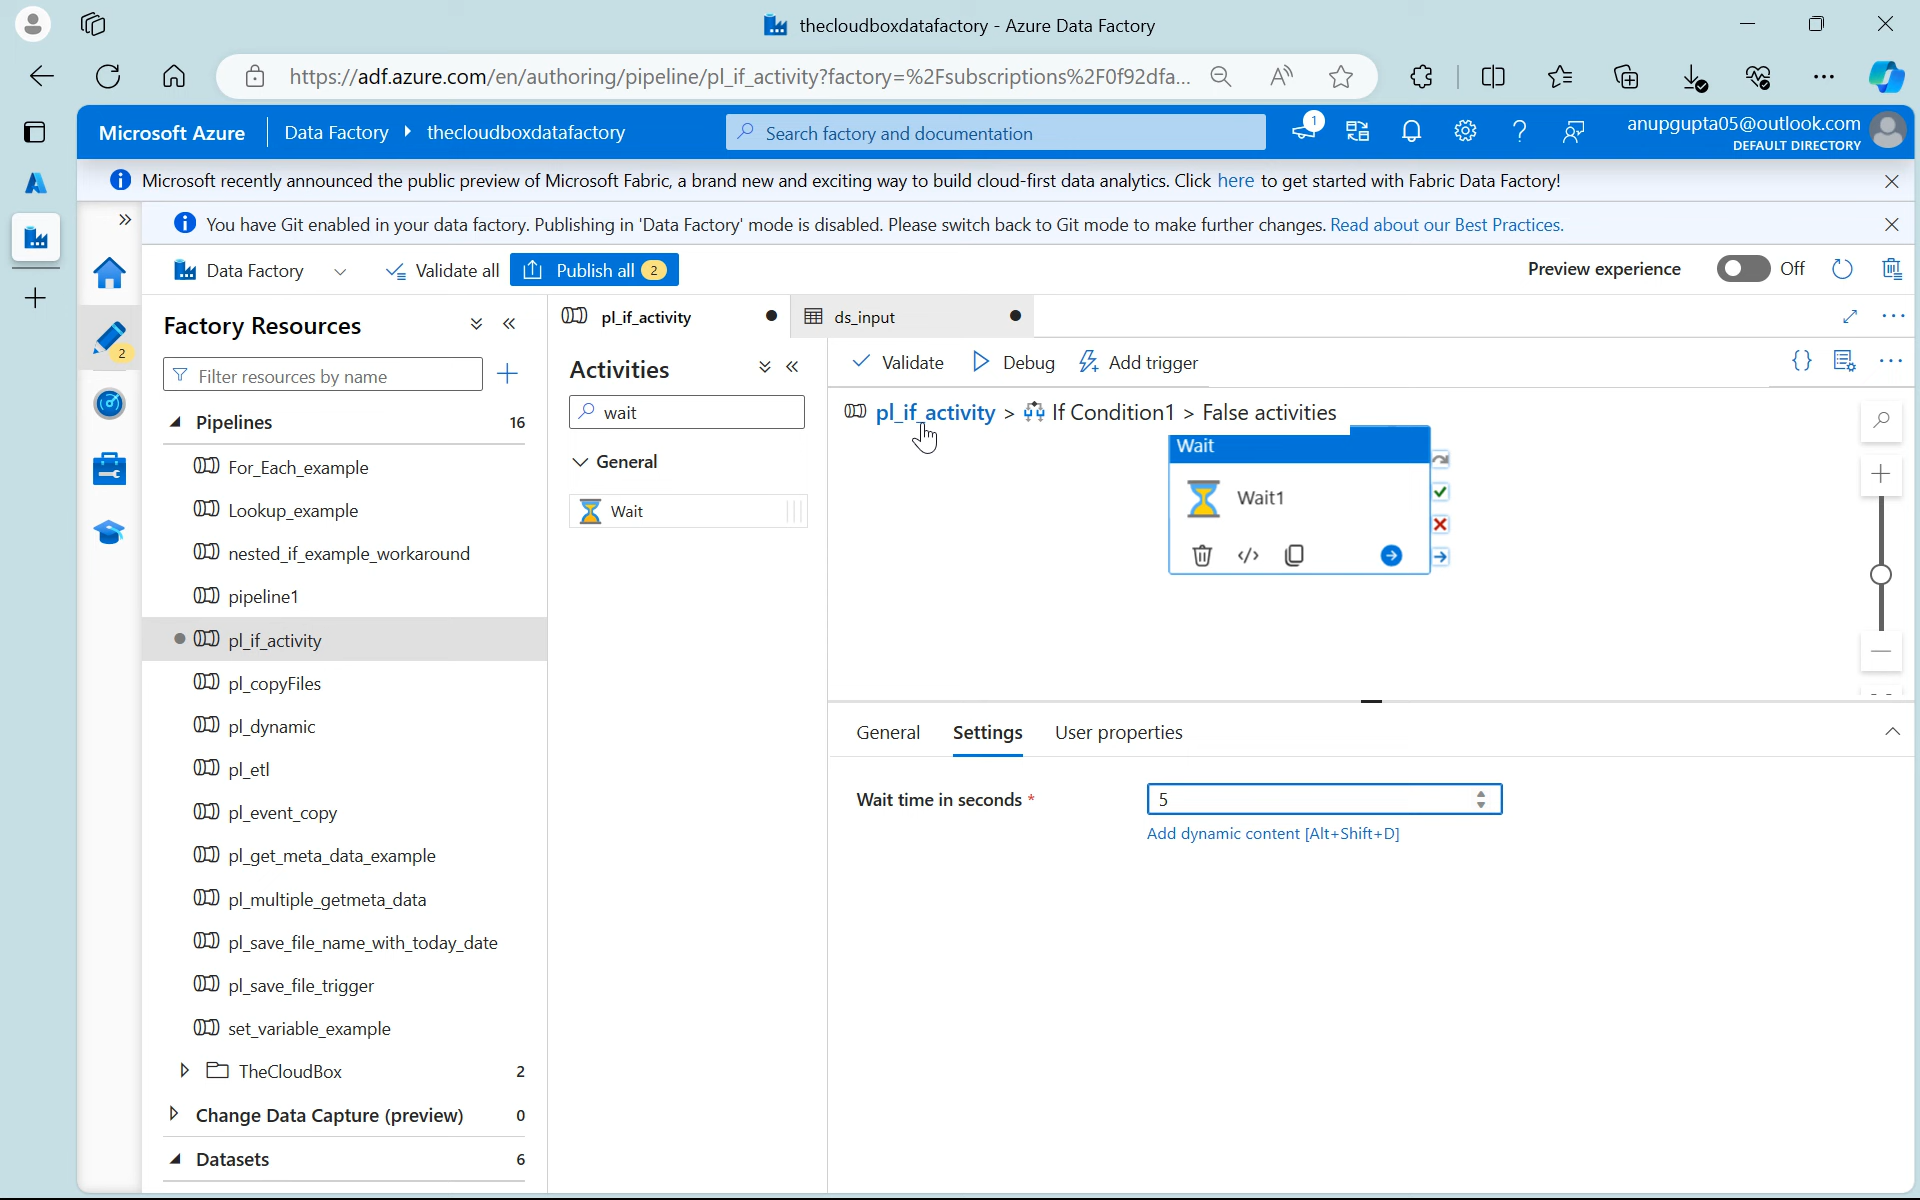 thecloudboxdatafactory - Azure Data Factory
https://adf.azure.com/en/authoring/pipeline/pl_if_activity?factory=%2Fsubscriptions%2F0f92dfa...
Microsoft Azure
Data Factory
thecloudboxdatafactory
Search factory and documentation
1
anupgupta05@outlook.com
DEFAULT DIRECTORY
Microsoft recently announced the public preview of Microsoft Fabric, a brand new and exciting way to build cloud-first data analytics. Click here to get started with Fabric Data Factory!
You have Git enabled in your data factory. Publishing in 'Data Factory' mode is disabled. Please switch back to Git mode to make further changes. Read about our Best Practices.
Data Factory
Validate all
Publish all 2
Preview experience
Off
2
Factory Resources
Filter resources by name
Pipelines 16
For_Each_example
Lookup_example
nested_if_example_workaround
pipeline1
pl_if_activity
pl_copyFiles
pl_dynamic
pl_etl
pl_event_copy
pl_get_meta_data_example
pl_multiple_getmeta_data
pl_save_file_name_with_today_date
pl_save_file_trigger
set_variable_example
TheCloudBox 2
Change Data Capture (preview) 0
Datasets 6
pl_if_activity
ds_input
Activities
wait
General
Wait
Validate
Debug
Add trigger
pl_if_activity > If Condition1 > False activities
Wait
Wait1
General
Settings
User properties
Wait time in seconds *
5
Add dynamic content [Alt+Shift+D]